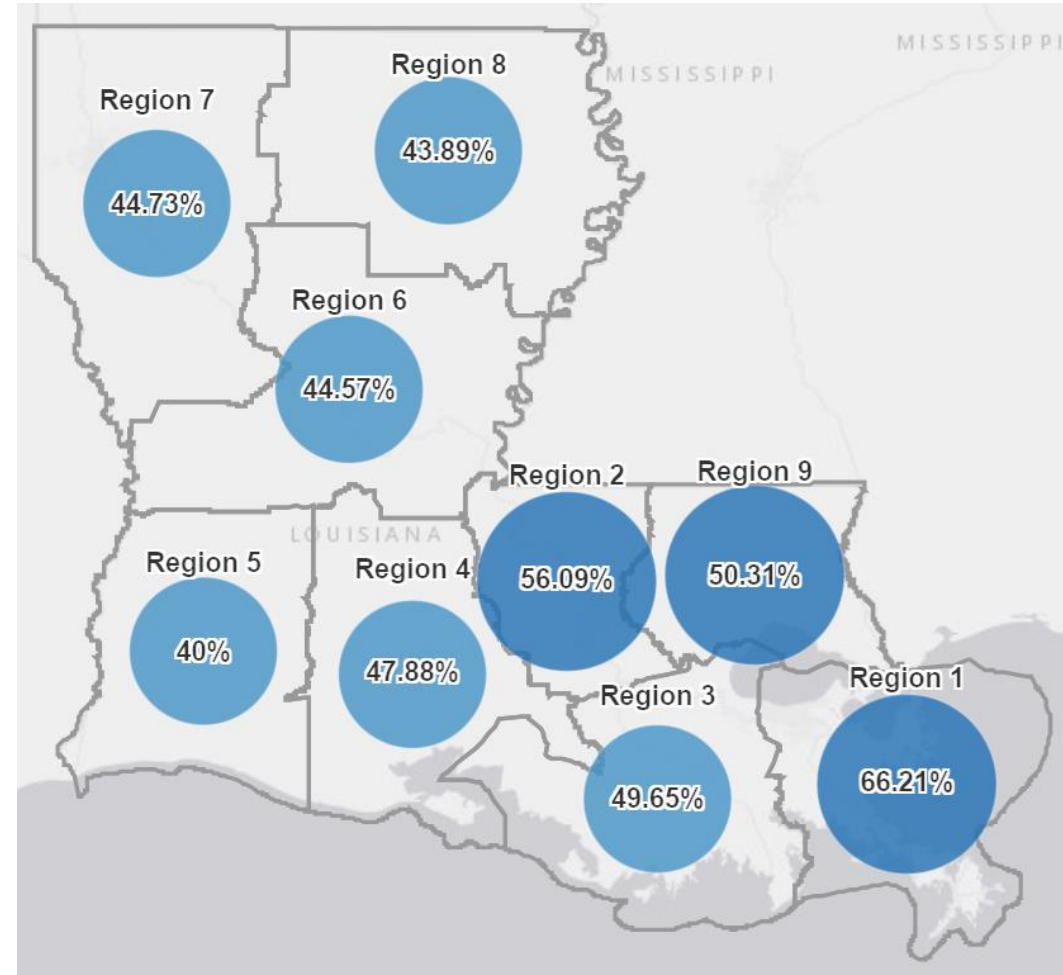 MISSISSIPPI
Region 8
MISSISSIPPI
Region 7
43.89%
44.73%
Region 6
44.57%
Region 2
Region 9
LOUISIANA
Region 5
Region 4
56.09%
50.31%
40%
47.88%
Region 3
Region 1
49.65%
66.21%